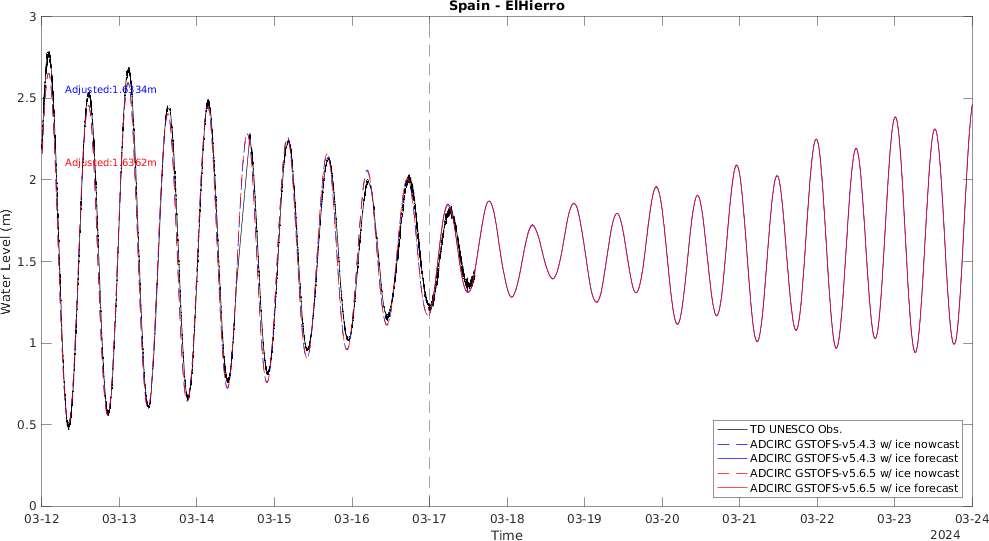 Spain - ElHierro
3
2.5
2
1.5
1
0.5
0
Water Level (m)
Adjusted:1.6334m
Adjusted:1.6362m
TD UNESCO Obs.
ADCIRC GSTOFS-v5.4.3 w/ ice nowcast
ADCIRC GSTOFS-v5.4.3 w/ ice forecast
ADCIRC GSTOFS-v5.6.5 w/ ice nowcast
ADCIRC GSTOFS-v5.6.5 w/ ice forecast
03-12 03-13 03-14 03-15 03-16 03-17 03-18 03-19 03-20 03-21 03-22 03-23 03-24
Time
2024